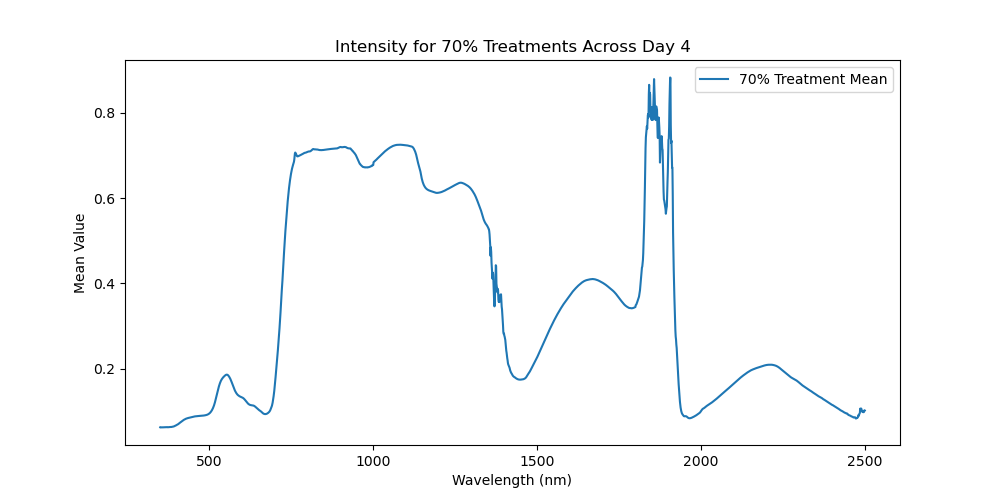 Intensity for 70% Treatments Across Day 4
70% Treatment Mean
Mean Value
0.8
0.6
0.4
0.2
500
1000
1500
2000
2500
Wavelength (nm)